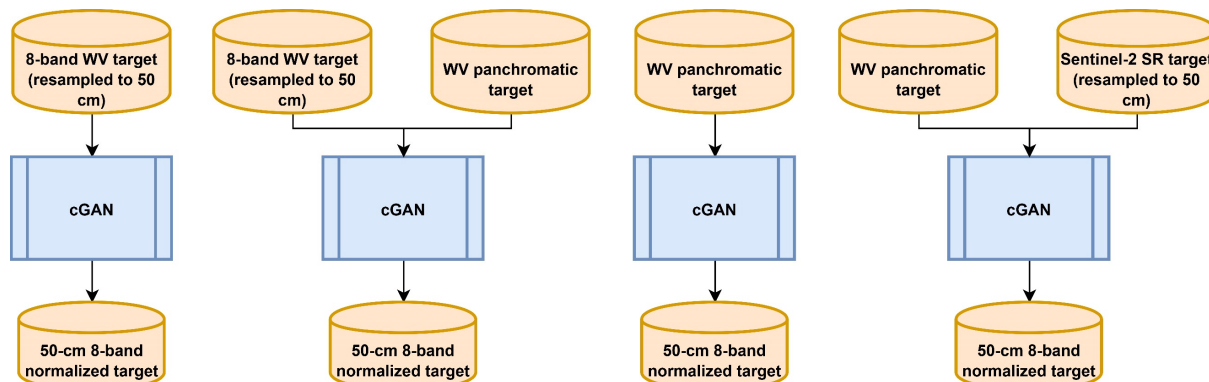 8-band WV target
(resampled to 50
cm)
8-band WV target
(resampled to 50
cm)
WV panchromatic
target
WV panchromatic
target
WV panchromatic
target
Sentinel-2 SR target
(resampled to 50
cm)
cGAN
cGAN
cGAN
cGAN
50-cm 8-band
normalized target
50-cm 8-band
normalized target
50-cm 8-band
normalized target
50-cm 8-band
normalized target